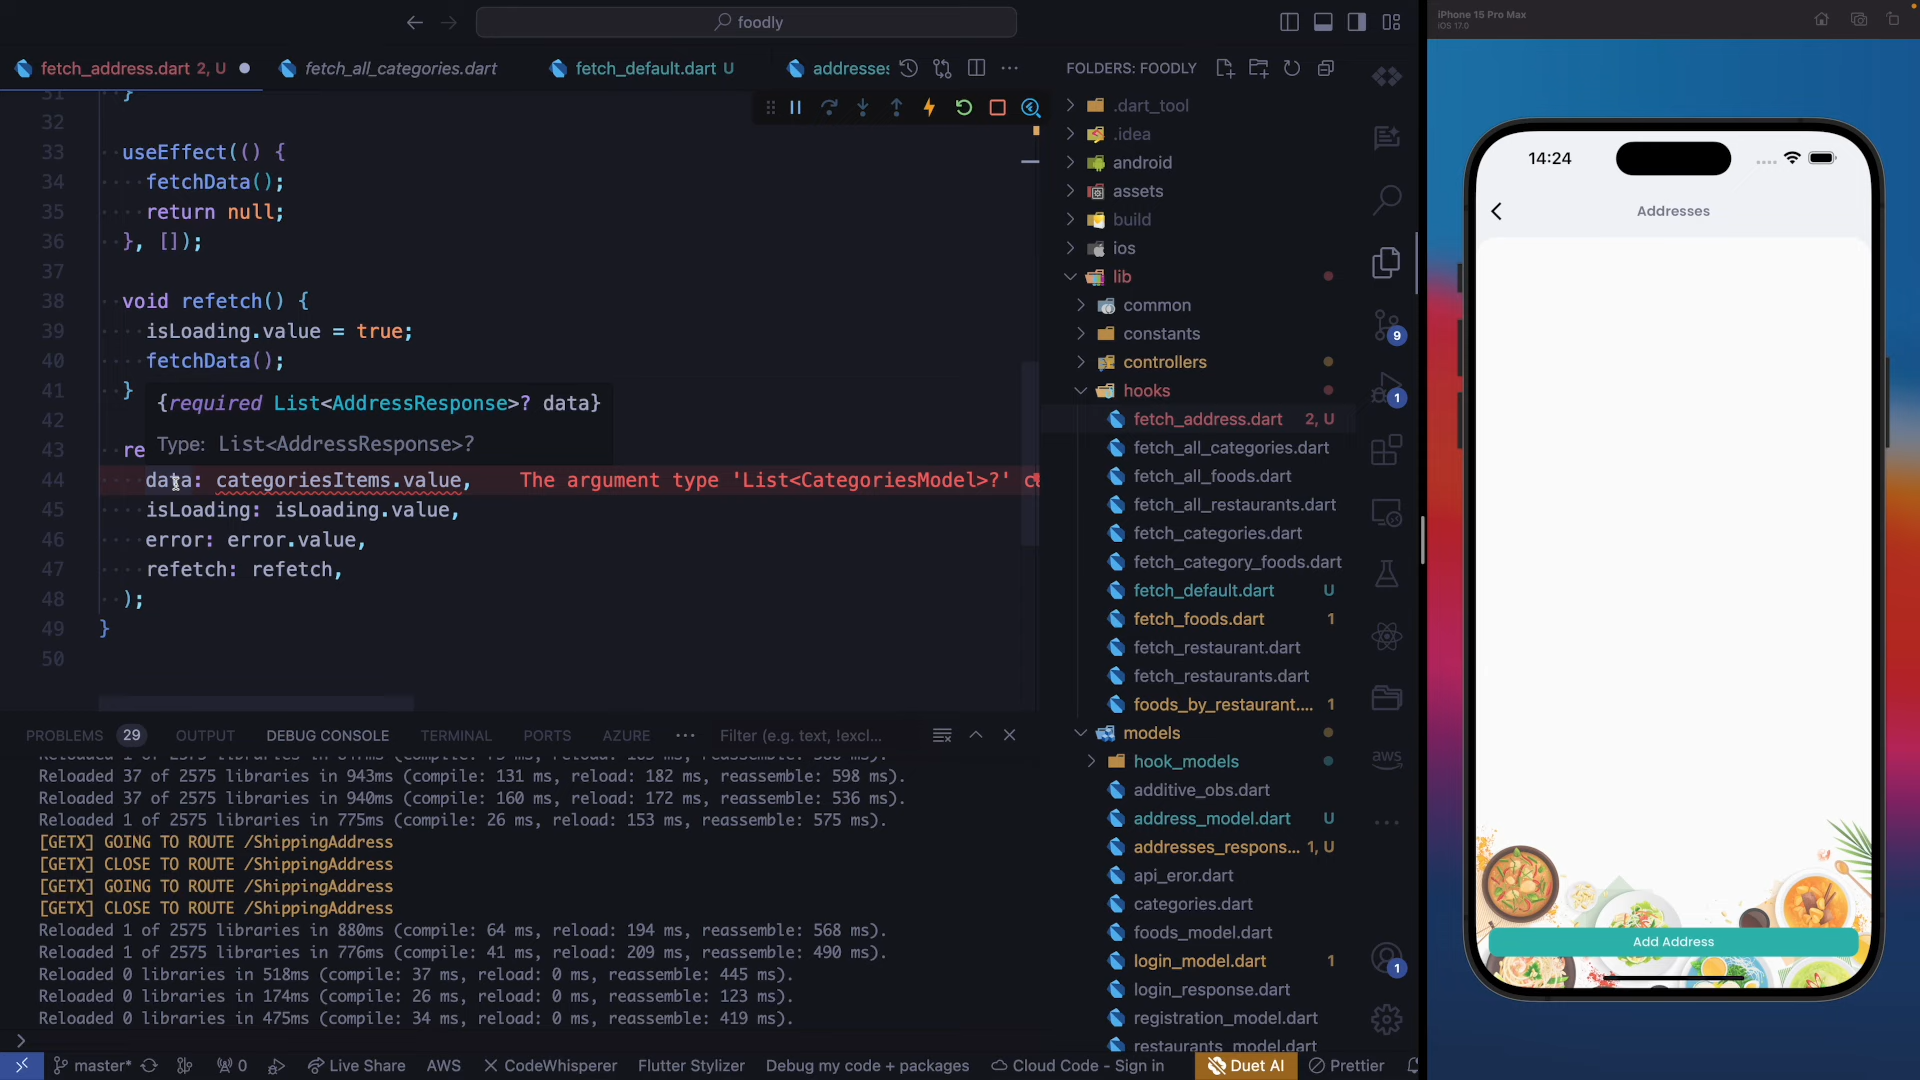 foodly
iPhone 15 Pro Max
iOS 17.0
fetch_address.dart 2, U
fetch_all_categories.dart
fetch_default.dart U
addresses
FOLDERS: FOODLY
31 }
32
33 useEffect(() {
34 fetchData();
35 return null;
36 }, []);
37
38 void refetch() {
39 isLoading.value = true;
40 fetchData();
41 }
{required List<AddressResponse>? data}
42
Type: List<AddressResponse>?
43 re
44 data: categoriesItems.value, The argument type 'List<CategoriesModel>?' c
45 isLoading: isLoading.value,
46 error: error.value,
47 refetch: refetch,
48 );
49 }
50
.dart_tool
.idea
android
assets
build
ios
lib
common
constants
controllers
hooks
fetch_address.dart 2, U
fetch_all_categories.dart
fetch_all_foods.dart
fetch_all_restaurants.dart
fetch_categories.dart
fetch_category_foods.dart
fetch_default.dart U
fetch_foods.dart 1
fetch_restaurant.dart
fetch_restaurants.dart
foods_by_restaurant.... 1
models
hook_models
additive_obs.dart
address_model.dart U
addresses_respons... 1, U
api_eror.dart
categories.dart
foods_model.dart
login_model.dart 1
login_response.dart
registration_model.dart
restaurants_model.dart
9
1
aws
1
PROBLEMS 29 OUTPUT DEBUG CONSOLE TERMINAL PORTS AZURE Filter (e.g. text, !excl...
Reloaded 37 of 2575 libraries in 943ms (compile: 131 ms, reload: 182 ms, reassemble: 598 ms).
Reloaded 37 of 2575 libraries in 940ms (compile: 160 ms, reload: 172 ms, reassemble: 536 ms).
Reloaded 1 of 2575 libraries in 775ms (compile: 26 ms, reload: 153 ms, reassemble: 575 ms).
[GETX] GOING TO ROUTE /ShippingAddress
[GETX] CLOSE TO ROUTE /ShippingAddress
[GETX] GOING TO ROUTE /ShippingAddress
[GETX] CLOSE TO ROUTE /ShippingAddress
Reloaded 1 of 2575 libraries in 880ms (compile: 64 ms, reload: 194 ms, reassemble: 568 ms).
Reloaded 1 of 2575 libraries in 776ms (compile: 41 ms, reload: 209 ms, reassemble: 490 ms).
Reloaded 0 libraries in 518ms (compile: 37 ms, reload: 0 ms, reassemble: 445 ms).
Reloaded 0 libraries in 174ms (compile: 26 ms, reload: 0 ms, reassemble: 123 ms).
Reloaded 0 libraries in 475ms (compile: 34 ms, reload: 0 ms, reassemble: 419 ms).
master* 0 Live Share AWS CodeWhisperer Flutter Stylizer Debug my code + packages Cloud Code - Sign in Duet AI Prettier
14:24
Addresses
Add Address